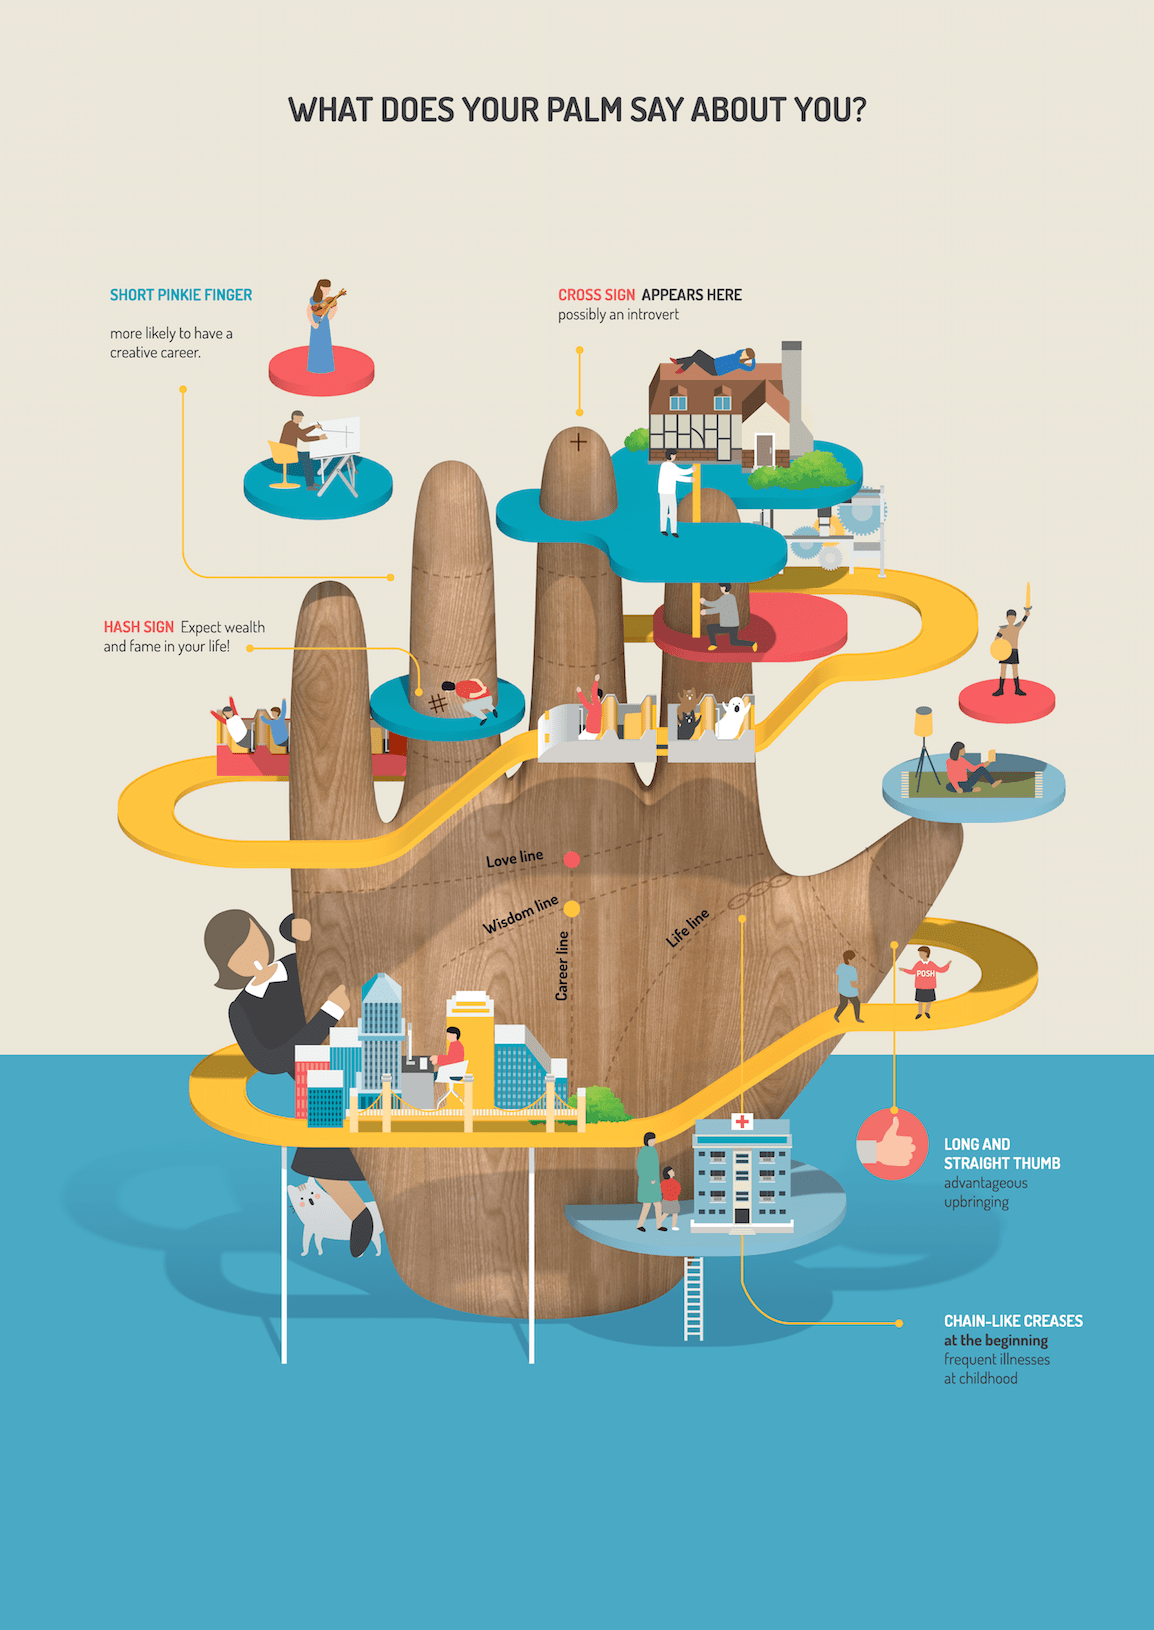 WHAT DOES YOUR PALM SAY ABOUT YOU?
SHORT PINKIE FINGER
more likely to have a
creative career.
CROSS SIGN APPEARS HERE
possibly an introvert
HASH SIGN Expect wealth
and fame in your life!
Love line
Wisdom line
Career line
Life line
POSH
LONG AND
STRAIGHT THUMB
advantageous
upbringing
CHAIN-LIKE CREASES
at the beginning
frequent illnesses
at childhood